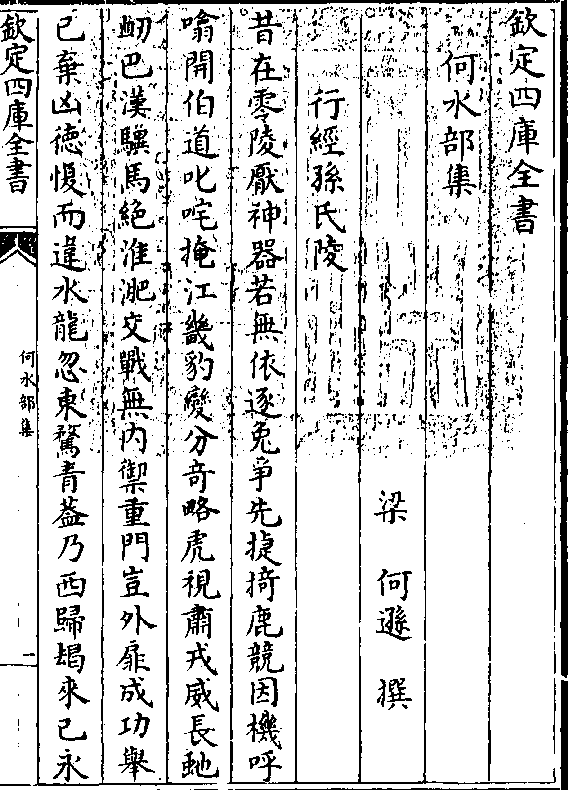 欽定四庫全書
何水部集
梁 何遜 撰
行經孫氏陵
昔在零陵厭神器若無依逐兔爭先捷掎鹿競因機呼
噏開伯道叱咤掩江畿豹變分奇略虎視肅戎威長虵
衂巴漢驥馬絶淮淝交戰無内禦重門豈外扉成功舉
已棄凶徳愎而違水龍忽東騖青葢乃西歸朅來已永
欽定四庫全書
何水部集
一